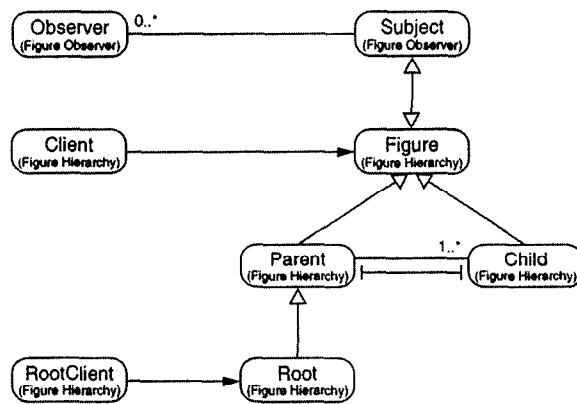 Observer
(Figure Observer)
0..*
Subject
(Figure Observer)
Client
(Figure Hierarchy)
Figure
(Figure Hierarchy)
Parent
(Figure Hierarchy)
1..*
Child
(Figure Hierarchy)
RootClient
(Figure Hierarchy)
Root
(Figure Hierarchy)